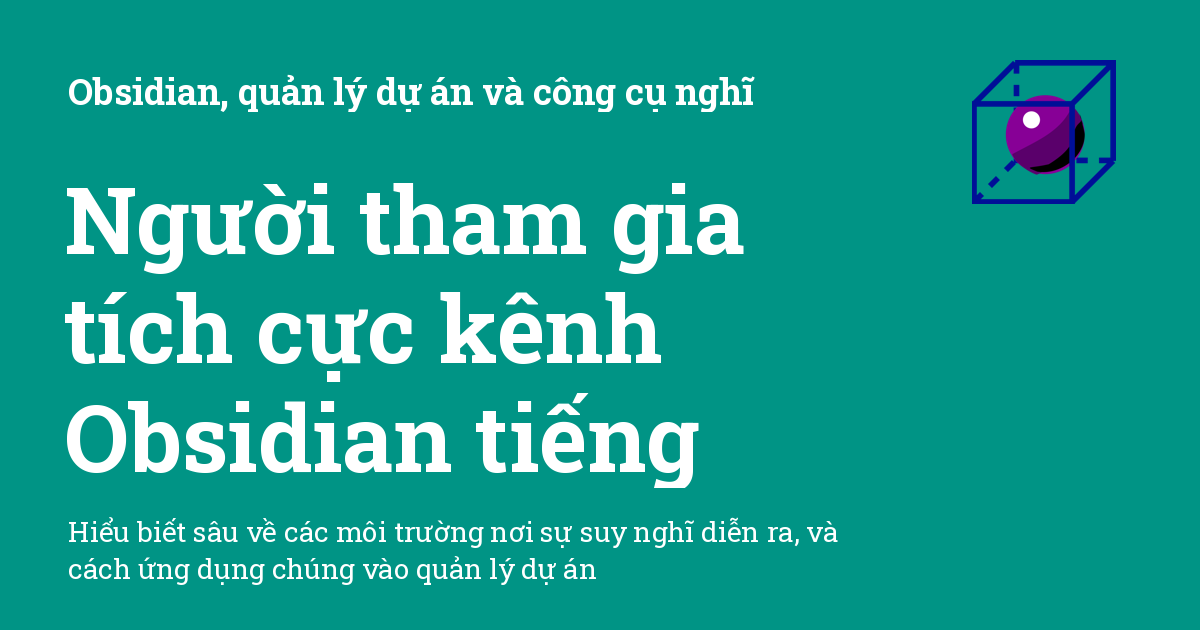 Obsidian, quản lý dự án và công cụ nghĩ
Người tham gia
tích cực kênh
Obsidian tiếng
Hiểu biết sâu về các môi trường nơi sự suy nghĩ diễn ra, và
cách ứng dụng chúng vào quản lý dự án